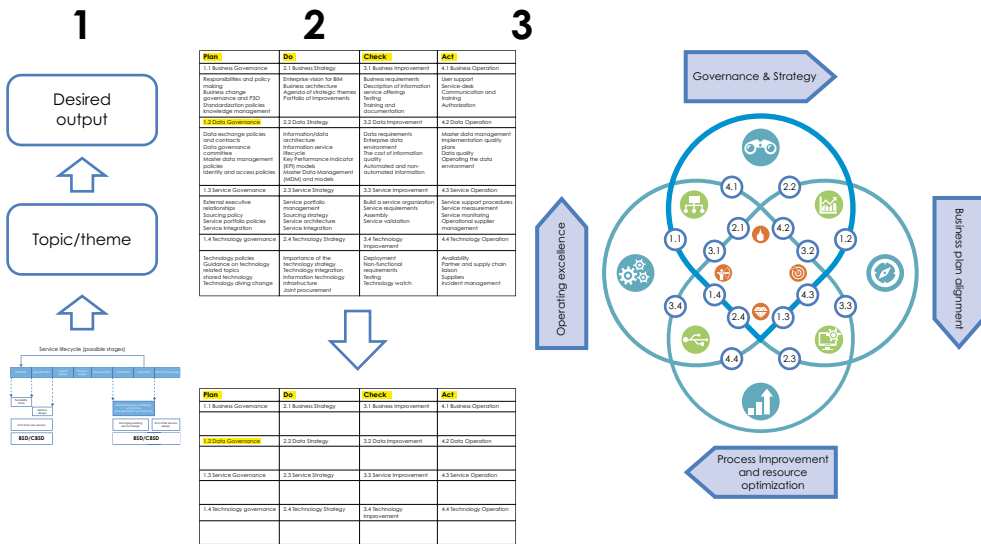 1
2
3
Desired
output
Topic/theme
Service lifecycle (possible stages)
BSD/CBSD
BSD/CBSD
Plan
Do
Check
Act
1.1 Business Governance
2.1 Business Strategy
3.1 Business Improvement
4.1 Business Operation
Responsibilities and policy
making
Business change
governance and P3O
Standardization policies
knowledge management
Enterprise vision for BIM
Business architecture
Agenda of strategic themes
Portfolio of Improvements
Business requirements
Description of information
service offerings
Testing
Training and
documentation
User support
Service-desk
Communication and
training
Authorization
1.2 Data Governance
2.2 Data Strategy
3.2 Data Improvement
4.2 Data Operation
Data exchange policies
and contracts
Data governance
committee
Master data management
policies
Identity and access policies
Information/data
architecture
Information service
lifecycle
Key Performance Indicator
(KPI) models
Master Data Management
(MDM) and models
Data requirements
Enterprise data
environment
The cost of information
quality
Automated and non-
automated information
Master data management
Implementation quality
plans
Data quality
Operating the data
environment
1.3 Service Governance
2.3 Service Strategy
3.3 Service Improvement
4.3 Service Operation
External executive
relationships
Sourcing policy
Service portfolio policies
Service Integration
Service portfolio
management
Sourcing strategy
Service architecture
Service Integration
Build a service organization
Service requirements
Assembly
Service validation
Service support procedures
Service measurement
Service monitoring
Operational supplier
management
1.4 Technology governance
2.4 Technology Strategy
3.4 Technology
Improvement
4.4 Technology Operation
Technology policies
Guidance on technology
related topics
shared technology
Technology diving change
Importance of the
technology strategy
Technology integration
Information technology
infrastructure
Joint procurement
Deployment
Non-functional
requirements
Testing
Technology watch
Availability
Partner and supply chain
liaison
Suppliers
Incident management
Plan
Do
Check
Act
1.1 Business Governance
2.1 Business Strategy
3.1 Business Improvement
4.1 Business Operation
1.2 Data Governance
2.2 Data Strategy
3.2 Data Improvement
4.2 Data Operation
1.3 Service Governance
2.3 Service Strategy
3.3 Service Improvement
4.3 Service Operation
1.4 Technology governance
2.4 Technology Strategy
3.4 Technology
Improvement
4.4 Technology Operation
Governance & Strategy
Operating excellence
Business plan alignment
Process Improvement
and resource
optimization
4.1
2.2
2.1
4.2
1.1
1.2
3.1
3.2
1.4
4.3
3.4
3.3
2.4
1.3
4.4
2.3